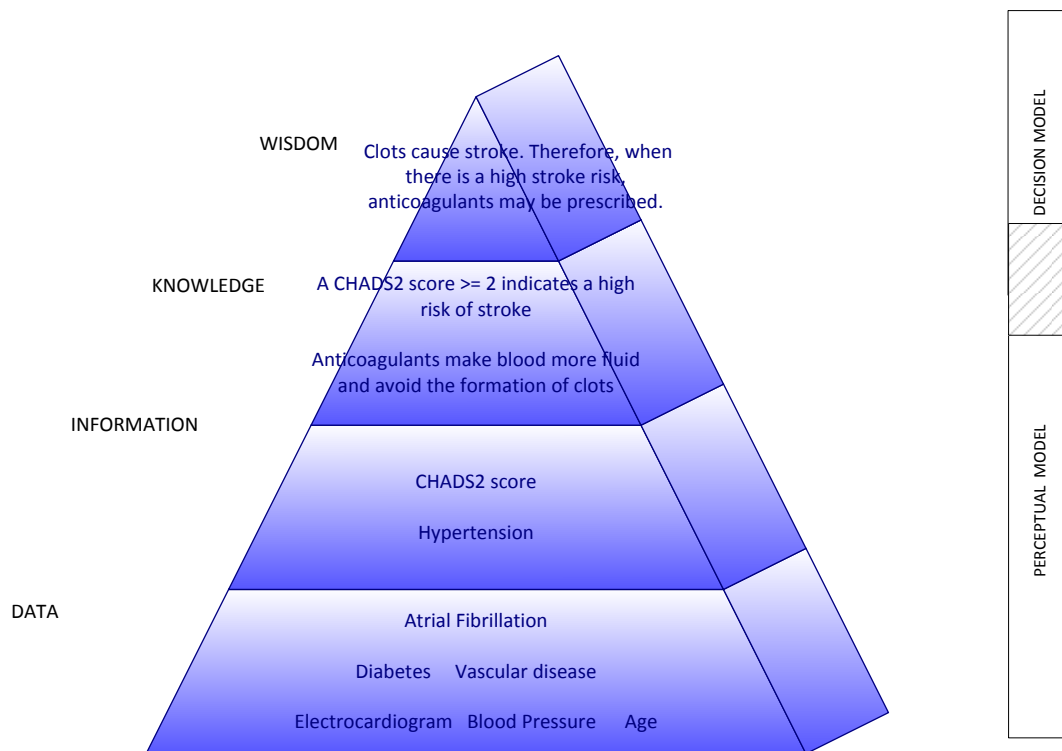 WISDOM
Clots cause stroke. Therefore, when
there is a high stroke risk,
anticoagulants may be prescribed.
KNOWLEDGE
A CHADS2 score >= 2 indicates a high
risk of stroke
Anticoagulants make blood more fluid
and avoid the formation of clots
INFORMATION
CHADS2 score
Hypertension
DATA
Atrial Fibrillation
Diabetes Vascular disease
Electrocardiogram Blood Pressure Age
DECISION MODEL
PERCEPTUAL MODEL